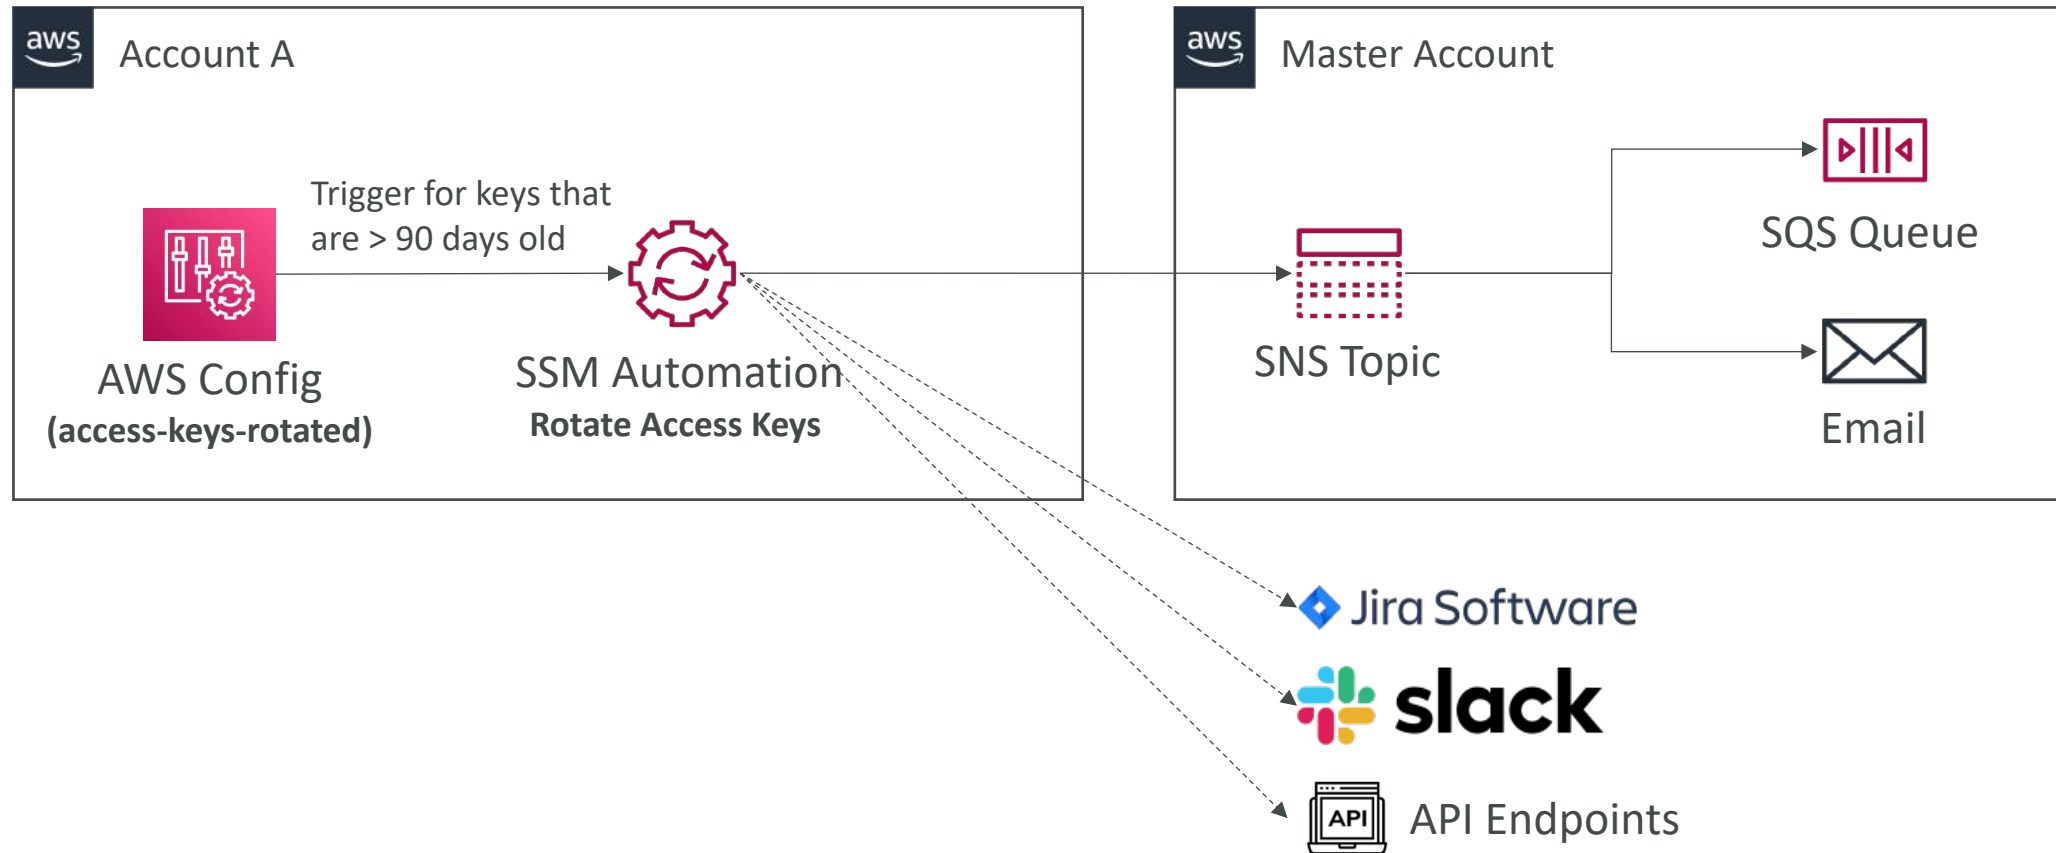 aws
Account A
Trigger for keys that
are > 90 days old
AWS Config
(access-keys-rotated)
SSM Automation
Rotate Access Keys
aws
Master Account
SNS Topic
SQS Queue
Email
Jira Software
slack
API
API Endpoints